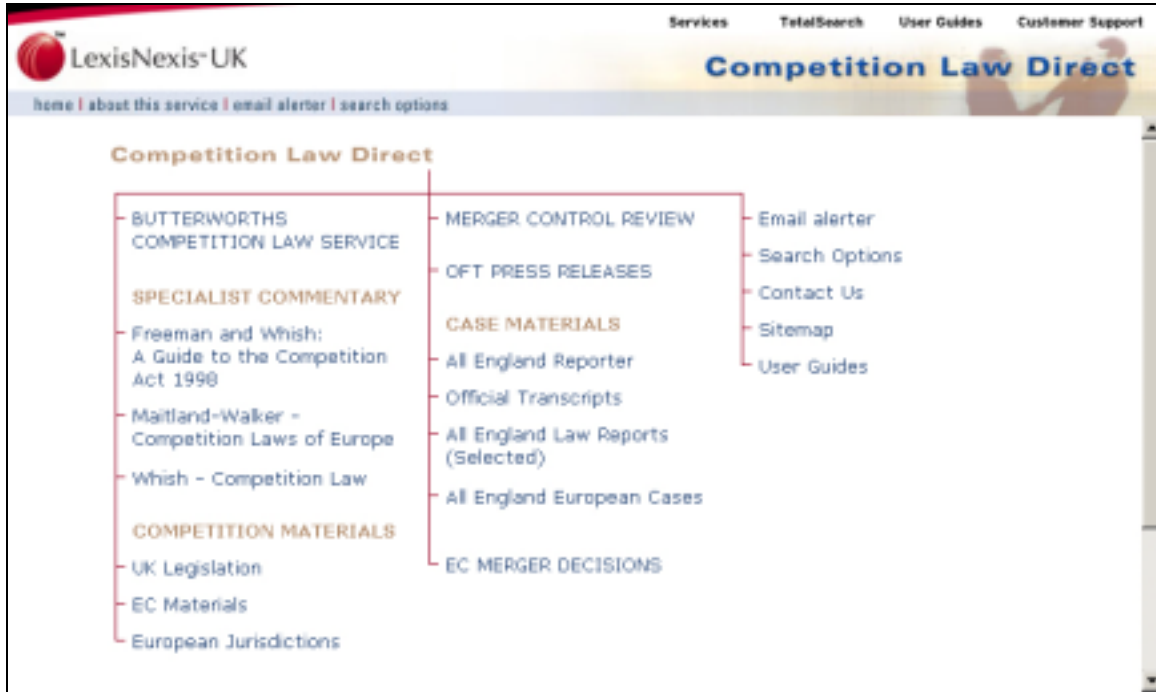 Services TotalSearch User Guides Customer Support
LexisNexis™ UK
Competition Law Direct
home | about this service | email alerter | search options
Competition Law Direct
BUTTERWORTHS
COMPETITION LAW SERVICE
SPECIALIST COMMENTARY
Freeman and Whish:
A Guide to the Competition
Act 1998
Maitland-Walker -
Competition Laws of Europe
Whish - Competition Law
COMPETITION MATERIALS
UK Legislation
EC Materials
European Jurisdictions
MERGER CONTROL REVIEW
OFT PRESS RELEASES
CASE MATERIALS
All England Reporter
Official Transcripts
All England Law Reports
(Selected)
All England European Cases
EC MERGER DECISIONS
Email alerter
Search Options
Contact Us
Sitemap
User Guides